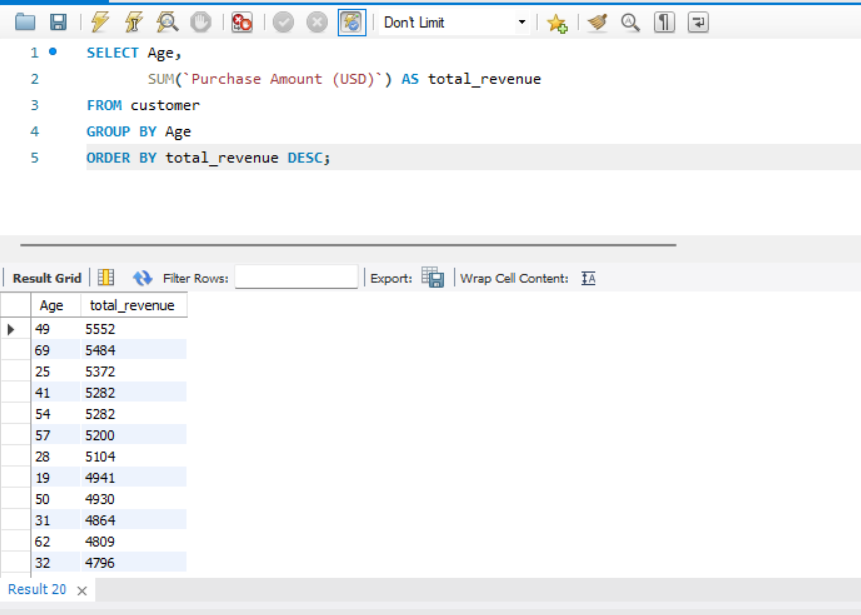 Don't Limit
1 SELECT Age,
2 SUM(`Purchase Amount (USD)`) AS total_revenue
3 FROM customer
4 GROUP BY Age
5 ORDER BY total_revenue DESC;
Result Grid Filter Rows: Export: Wrap Cell Content:
Age total_revenue
49 5552
69 5484
25 5372
41 5282
54 5282
57 5200
28 5104
19 4941
50 4930
31 4864
62 4809
32 4796
Result 20